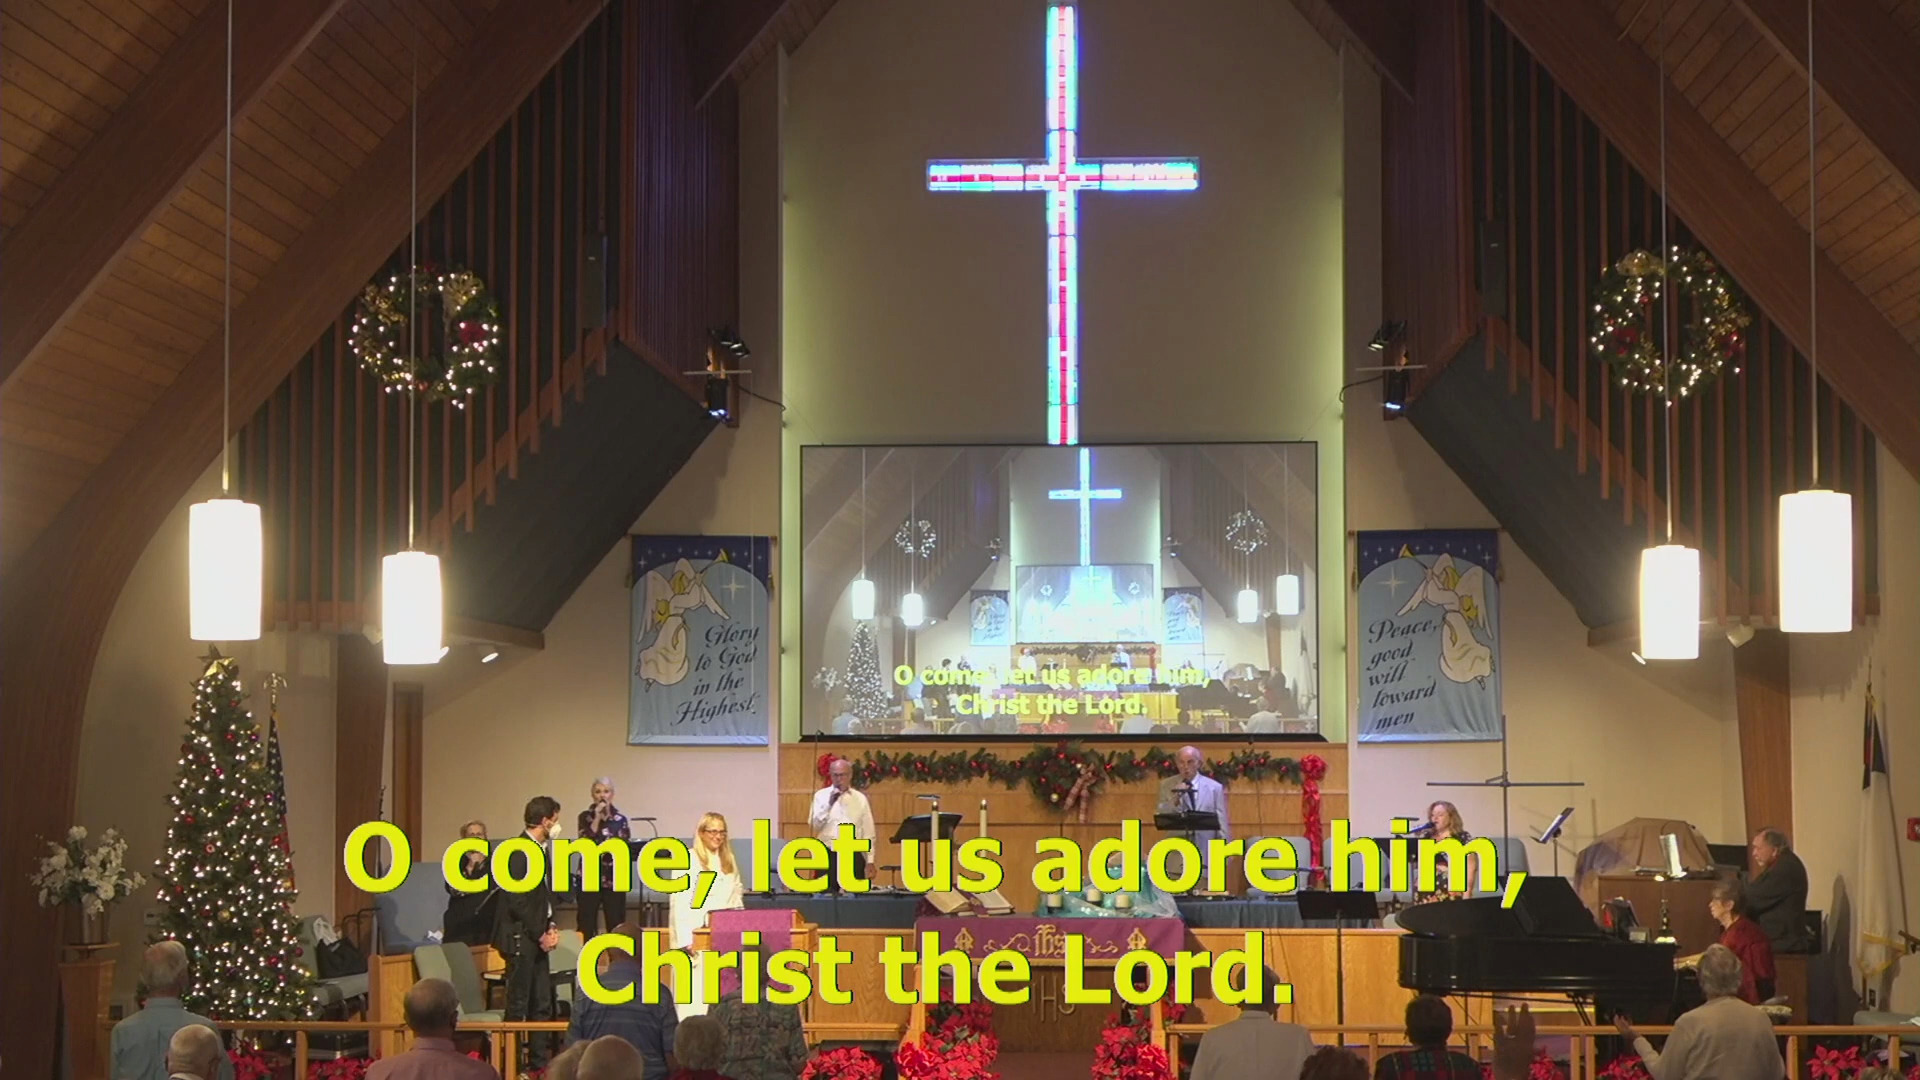 Glory
to God
in the
Highest
Peace,
good
will
toward
men
O come, let us adore him,
Christ the Lord.
O come, let us adore him,
Christ the Lord.
IHS